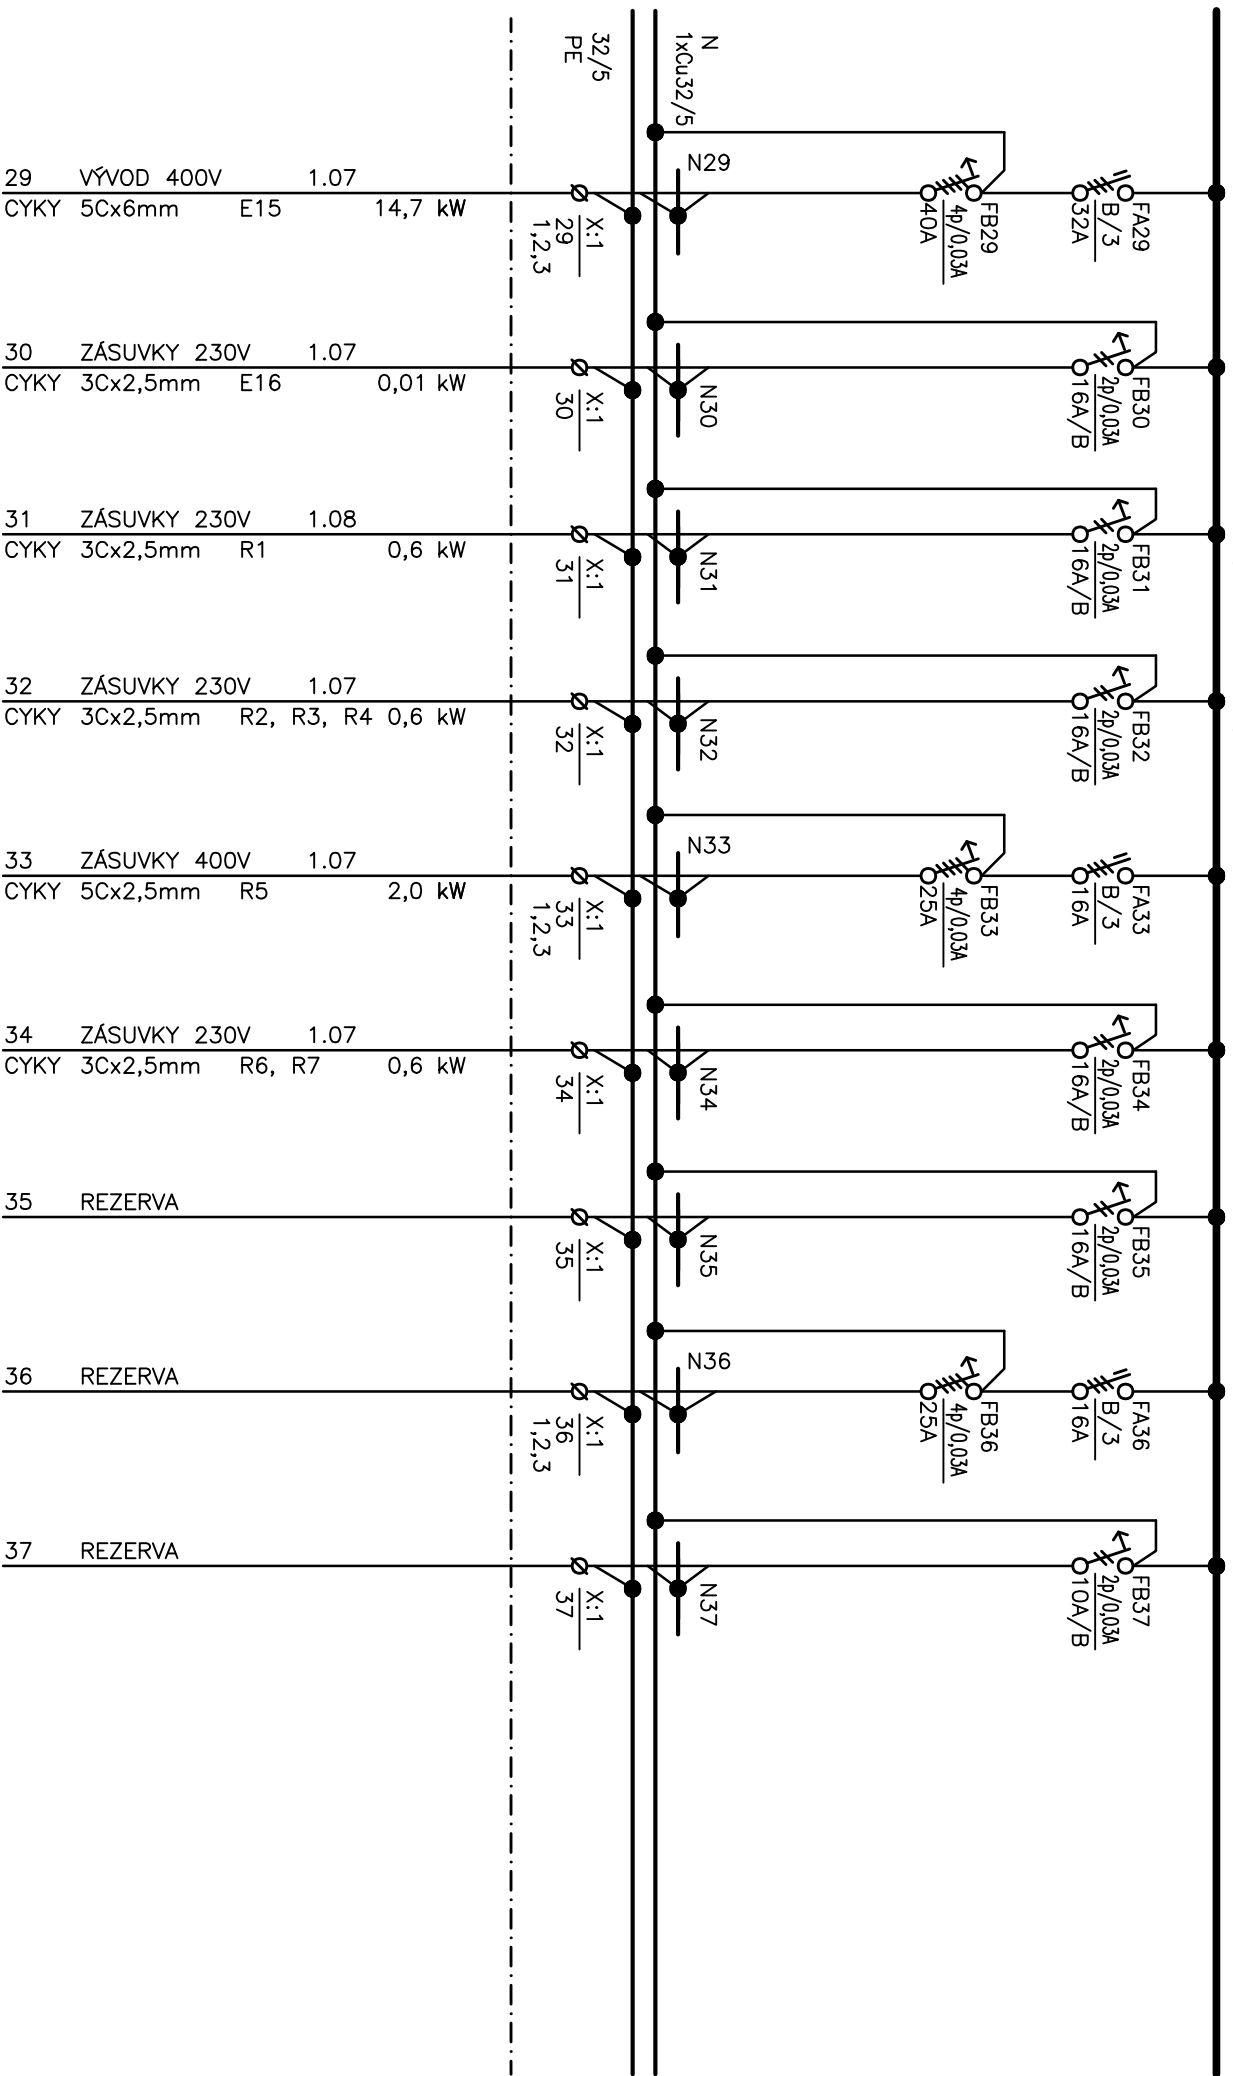 32/5
PE
N
1xCu32/5
29 VÝVOD 400V 1.07
CYKY 5Cx6mm E15 14,7 kW
X:1
29
1,2,3
N29
FB29
4p/0,03A
40A
FA29
B/3
32A
30 ZÁSUVKY 230V 1.07
CYKY 3Cx2,5mm E16 0,01 kW
X:1
30
N30
FB30
2p/0,03A
16A/B
31 ZÁSUVKY 230V 1.08
CYKY 3Cx2,5mm R1 0,6 kW
X:1
31
N31
FB31
2p/0,03A
16A/B
32 ZÁSUVKY 230V 1.07
CYKY 3Cx2,5mm R2, R3, R4 0,6 kW
X:1
32
N32
FB32
2p/0,03A
16A/B
33 ZÁSUVKY 400V 1.07
CYKY 5Cx2,5mm R5 2,0 kW
X:1
33
1,2,3
N33
FB33
4p/0,03A
25A
FA33
B/3
16A
34 ZÁSUVKY 230V 1.07
CYKY 3Cx2,5mm R6, R7 0,6 kW
X:1
34
N34
FB34
2p/0,03A
16A/B
35 REZERVA
X:1
35
N35
FB35
2p/0,03A
16A/B
36 REZERVA
X:1
36
1,2,3
N36
FB36
4p/0,03A
25A
FA36
B/3
16A
37 REZERVA
X:1
37
N37
FB37
2p/0,03A
10A/B